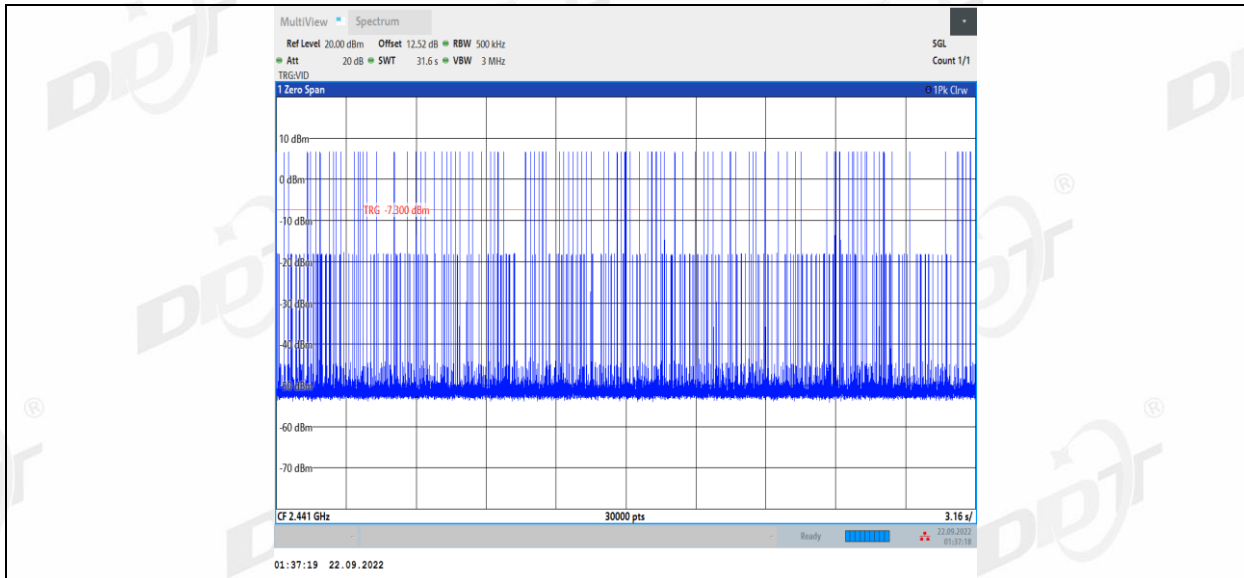 MultiView Spectrum
Ref Level 20.00 dBm Offset 12.52 dB RBW 500 kHz SGL
Att 20 dB SWT 31.6 s VBW 3 MHz Count 1/1
TRG:VID
1 Zero Span 1Pk Clrw
10 dBm
0 dBm
TRG -7.300 dBm
-10 dBm
-20 dBm
-30 dBm
-40 dBm
-50 dBm
-60 dBm
-70 dBm
CF 2.441 GHz 30000 pts 3.16 s/
Ready 22.09.2022
01:37:18
01:37:19 22.09.2022
DDT
®